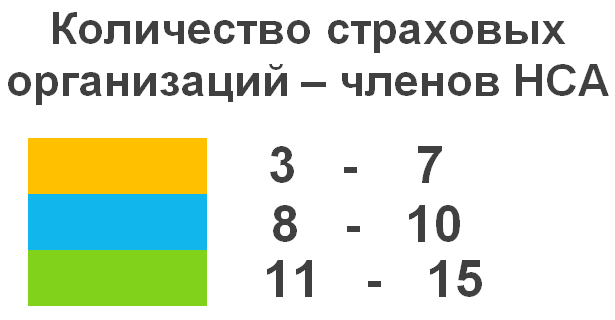 Количество страховых
организаций – членов НСА
3 - 7
8 - 10
11 - 15